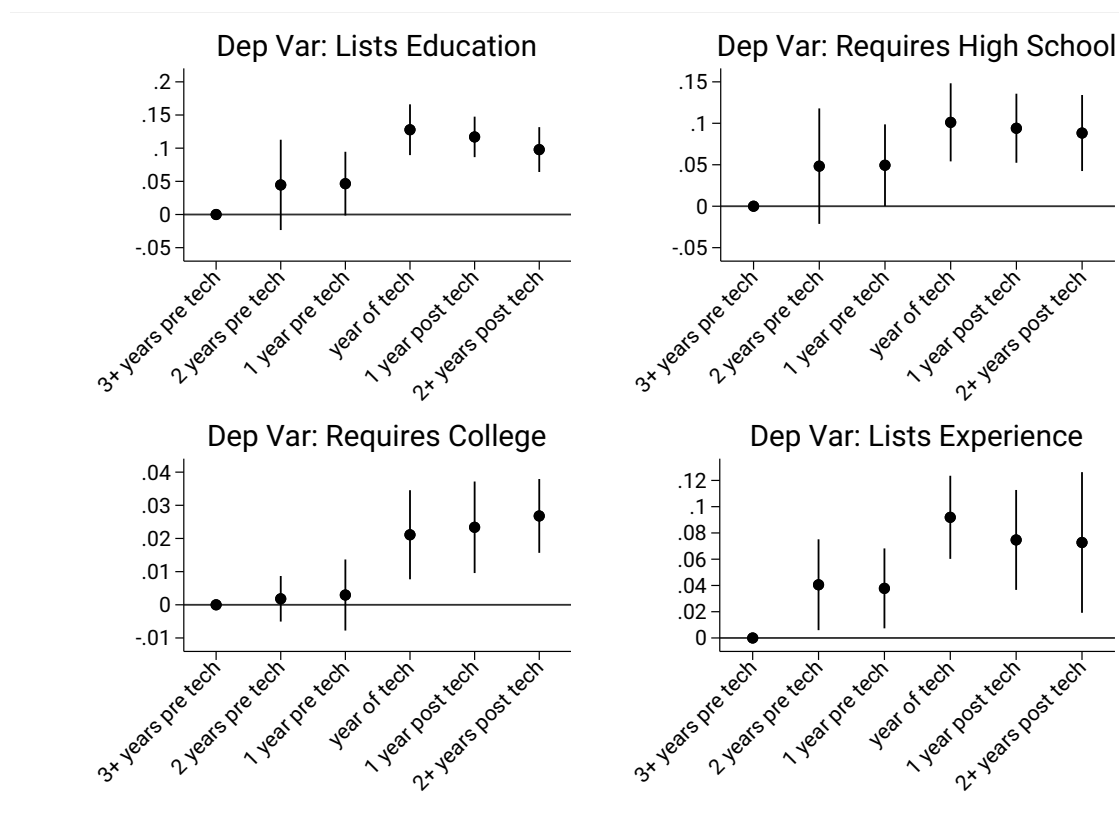 Dep Var: Lists Education
.2
.15
.1
.05
0
-.05
3+ years pre tech
2 years pre tech
1 year pre tech
year of tech
1 year post tech
2+ years post tech
Dep Var: Requires High School
.15
.1
.05
0
-.05
3+ years pre tech
2 years pre tech
1 year pre tech
year of tech
1 year post tech
2+ years post tech
Dep Var: Requires College
.04
.03
.02
.01
0
-.01
3+ years pre tech
2 years pre tech
1 year pre tech
year of tech
1 year post tech
2+ years post tech
Dep Var: Lists Experience
.12
.1
.08
.06
.04
.02
0
3+ years pre tech
2 years pre tech
1 year pre tech
year of tech
1 year post tech
2+ years post tech